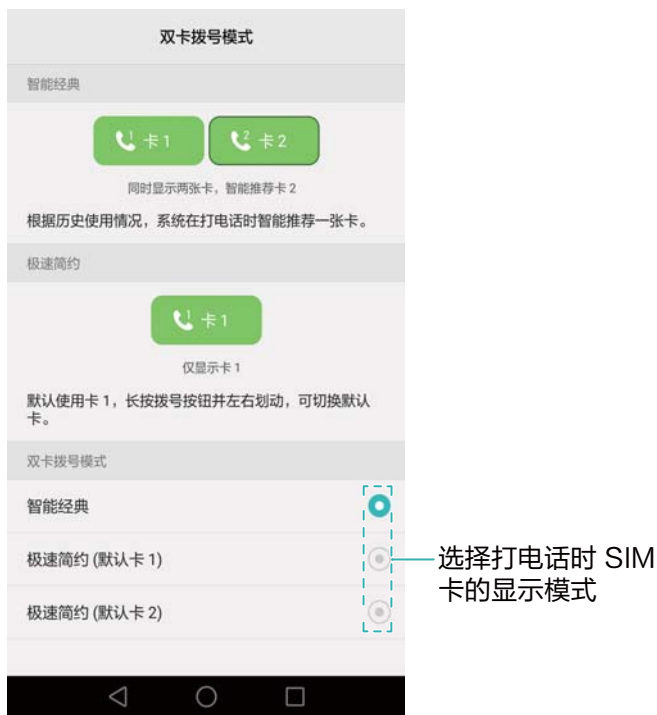 双卡拨号模式
智能经典
1 卡 1
2 卡 2
同时显示两张卡，智能推荐卡 2
根据历史使用情况，系统在打电话时智能推荐一张卡。
极速简约
1 卡 1
仅显示卡 1
默认使用卡 1，长按拨号按钮并左右划动，可切换默认
卡。
双卡拨号模式
智能经典
极速简约 (默认卡 1)
极速简约 (默认卡 2)
选择打电话时 SIM
卡的显示模式